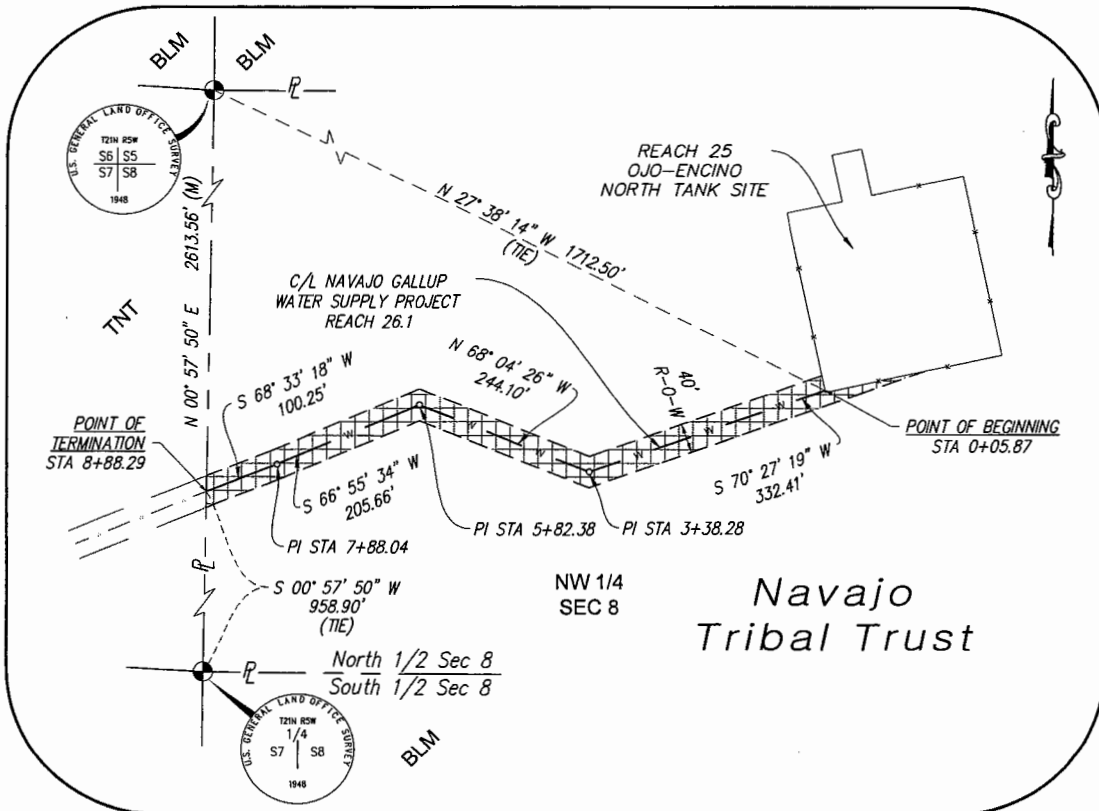 BLM
BLM
PL
U.S. GENERAL LAND OFFICE SURVEY
T21N R5W
S6 S5
S7 S8
1948
N 00° 57' 50" E 2613.56' (M)
TNT
N 27° 38' 14" W 1712.50'
(TIE)
REACH 25
OJO-ENCINO
NORTH TANK SITE
C/L NAVAJO GALLUP
WATER SUPPLY PROJECT
REACH 26.1
S 68° 33' 18" W
100.25'
N 68° 04' 26" W
244.10'
40'
R-O-W
POINT OF
TERMINATION
STA 8+88.29
POINT OF BEGINNING
STA 0+05.87
S 66° 55' 34" W
205.66'
W
W
W
W
W
S 70° 27' 19" W
332.41'
PI STA 7+88.04
PI STA 5+82.38
PI STA 3+38.28
PL
S 00° 57' 50" W
958.90'
(TIE)
NW 1/4
SEC 8
Navajo
Tribal Trust
PL
North 1/2 Sec 8
South 1/2 Sec 8
U.S. GENERAL LAND OFFICE SURVEY
T21N R5W
1/4
S7 S8
1948
BLM